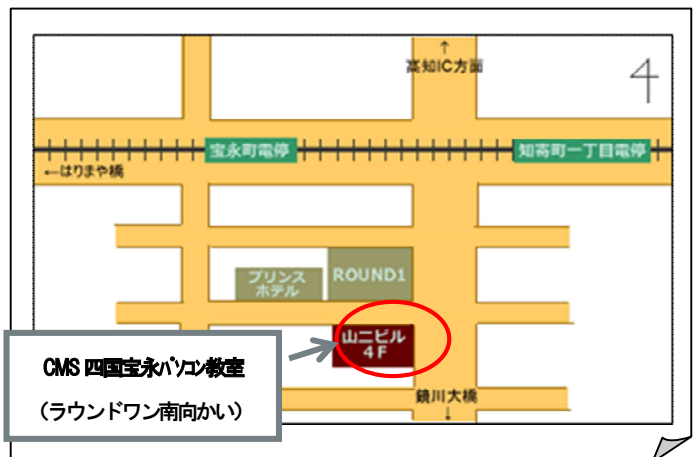 ↑
高知IC方面
宝永町電停
知寄町一丁目電停
←はりまや橋
プリンス
ホテル
ROUND1
山二ビル
4F
CMS 四国宝永パソコン教室
(ラウンドワン南向かい)
鏡川大橋
↓